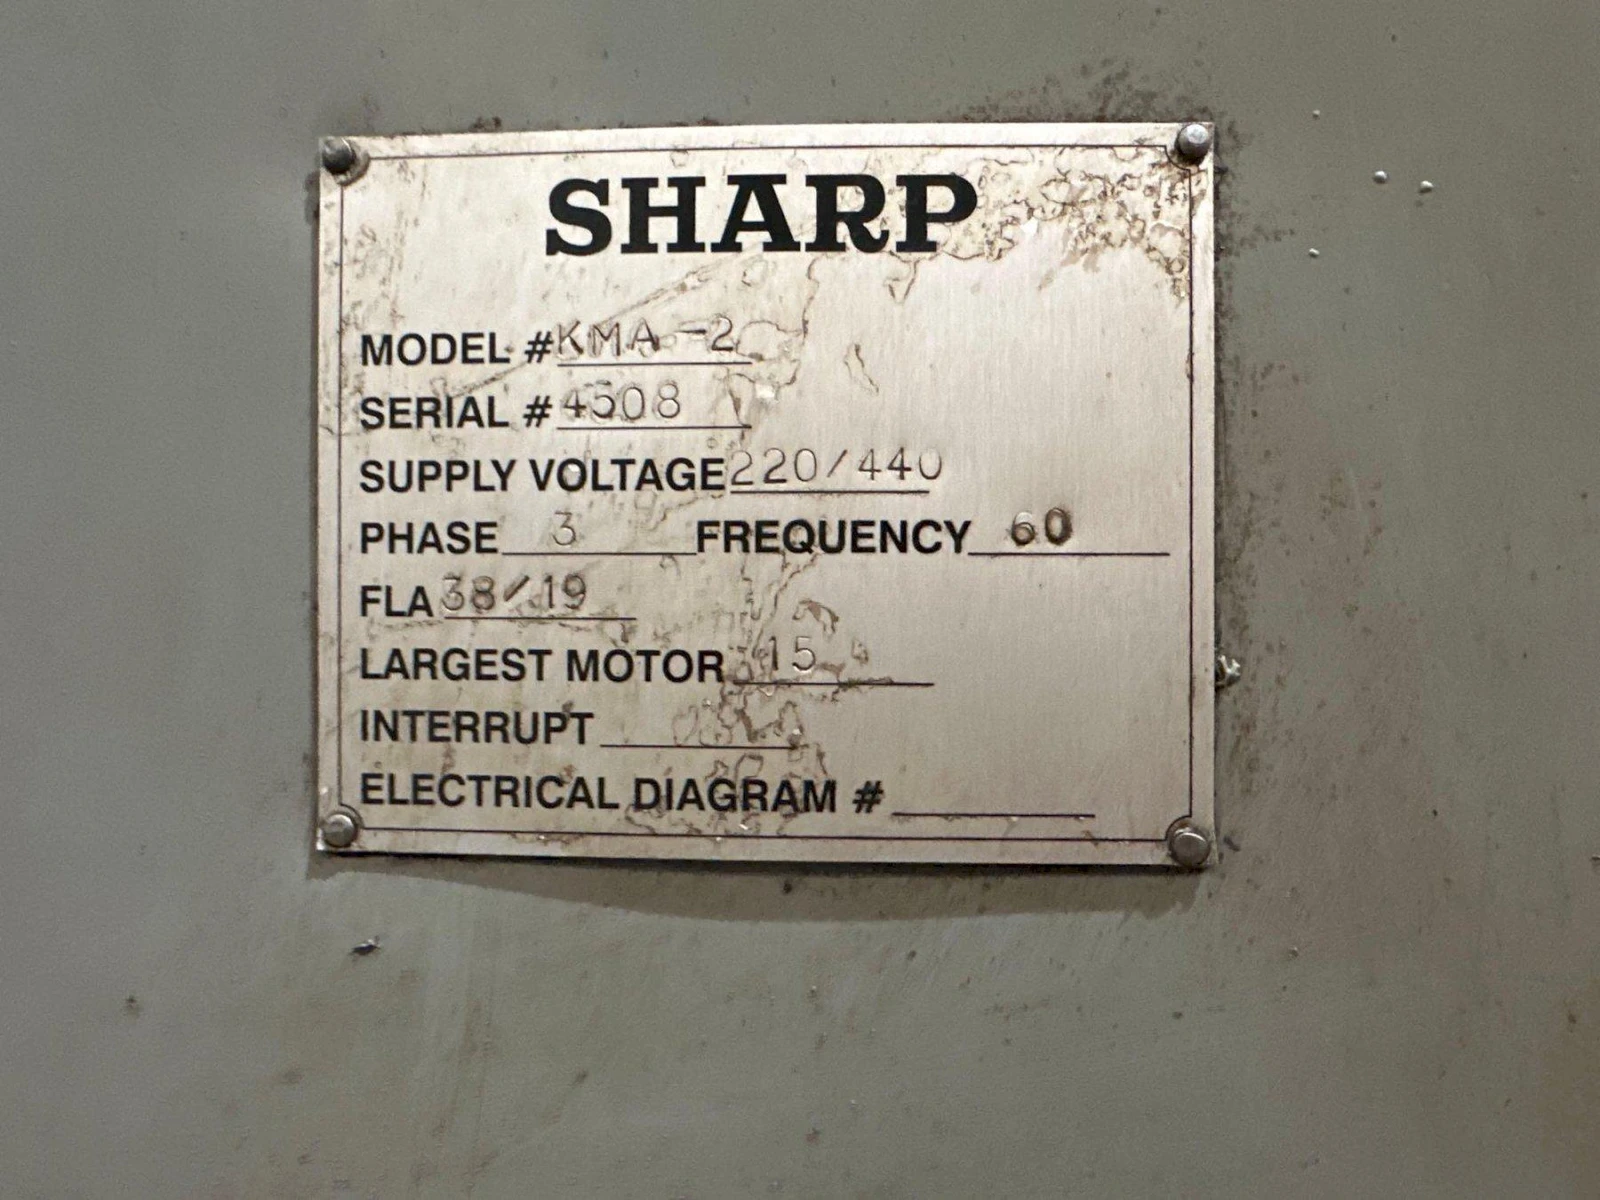 SHARP
MODEL # KMA-2
SERIAL # 4508
SUPPLY VOLTAGE 220/440
PHASE 3 FREQUENCY 60
FLA 38/19
LARGEST MOTOR 15
INTERRUPT
ELECTRICAL DIAGRAM #